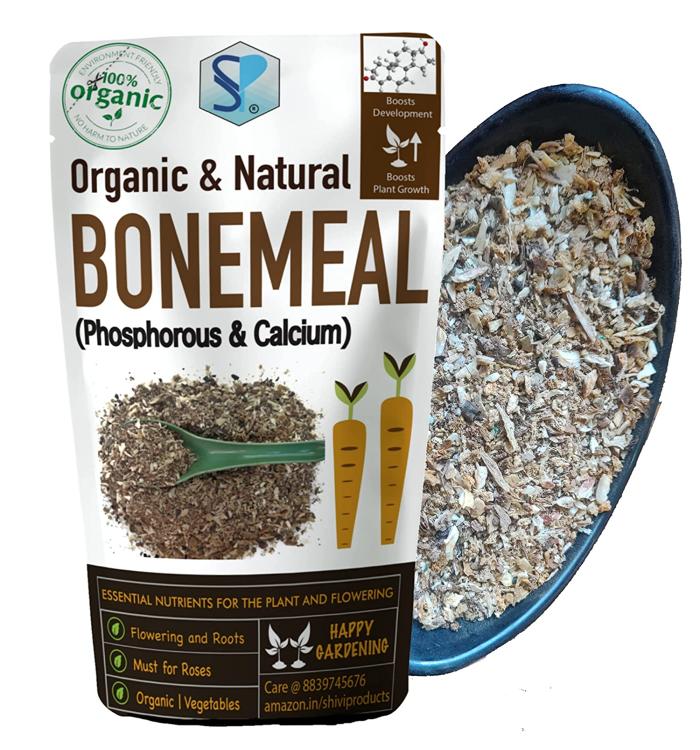 ENVIRONMENT FRIENDLY
100%
organic
NO HARM TO NATURE
S
®
Boosts
Development
Boosts
Plant Growth
Organic & Natural
BONEMEAL
(Phosphorous & Calcium)
ESSENTIAL NUTRIENTS FOR THE PLANT AND FLOWERING
Flowering and Roots
Must for Roses
Organic | Vegetables
HAPPY
GARDENING
Care @ 8839745676
amazon.in/shiviproducts